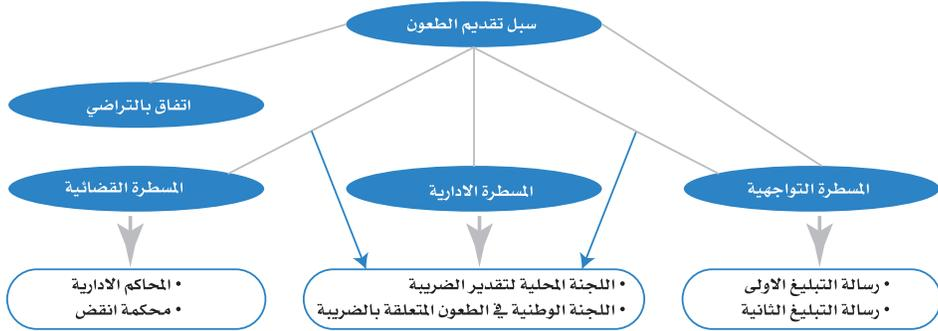 سبل تقديم الطعون
اتفاق بالتراضي
المسطرة التواجهية
المسطرة الادارية
المسطرة القضائية
• رسالة التبليغ الاولى
• رسالة التبليغ الثانية
• اللجنة المحلية لتقدير الضريبة
• اللجنة الوطنية في الطعون المتعلقة بالضريبة
• المحاكم الادارية
• محكمة انقض